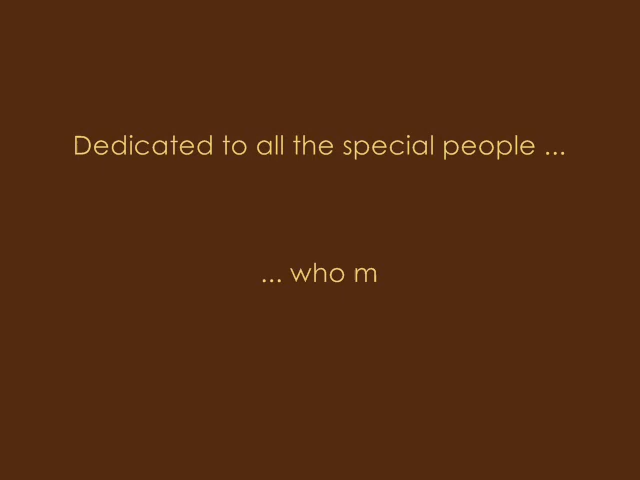 Dedicated to all the special people ...
... who m